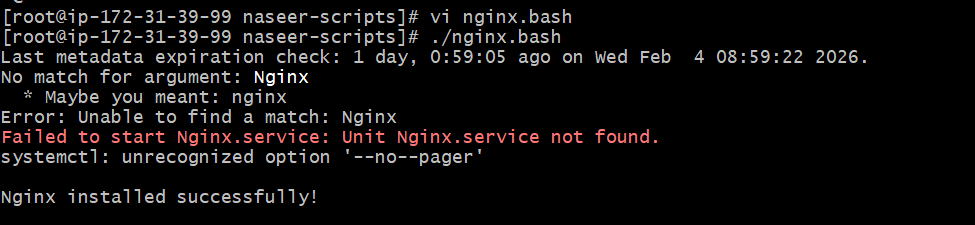 [root@ip-172-31-39-99 naseer-scripts]# vi nginx.bash
[root@ip-172-31-39-99 naseer-scripts]# ./nginx.bash
Last metadata expiration check: 1 day, 0:59:05 ago on Wed Feb  4 08:59:22 2026.
No match for argument: Nginx
  * Maybe you meant: nginx
Error: Unable to find a match: Nginx
Failed to start Nginx.service: Unit Nginx.service not found.
systemctl: unrecognized option '--no--pager'
Nginx installed successfully!